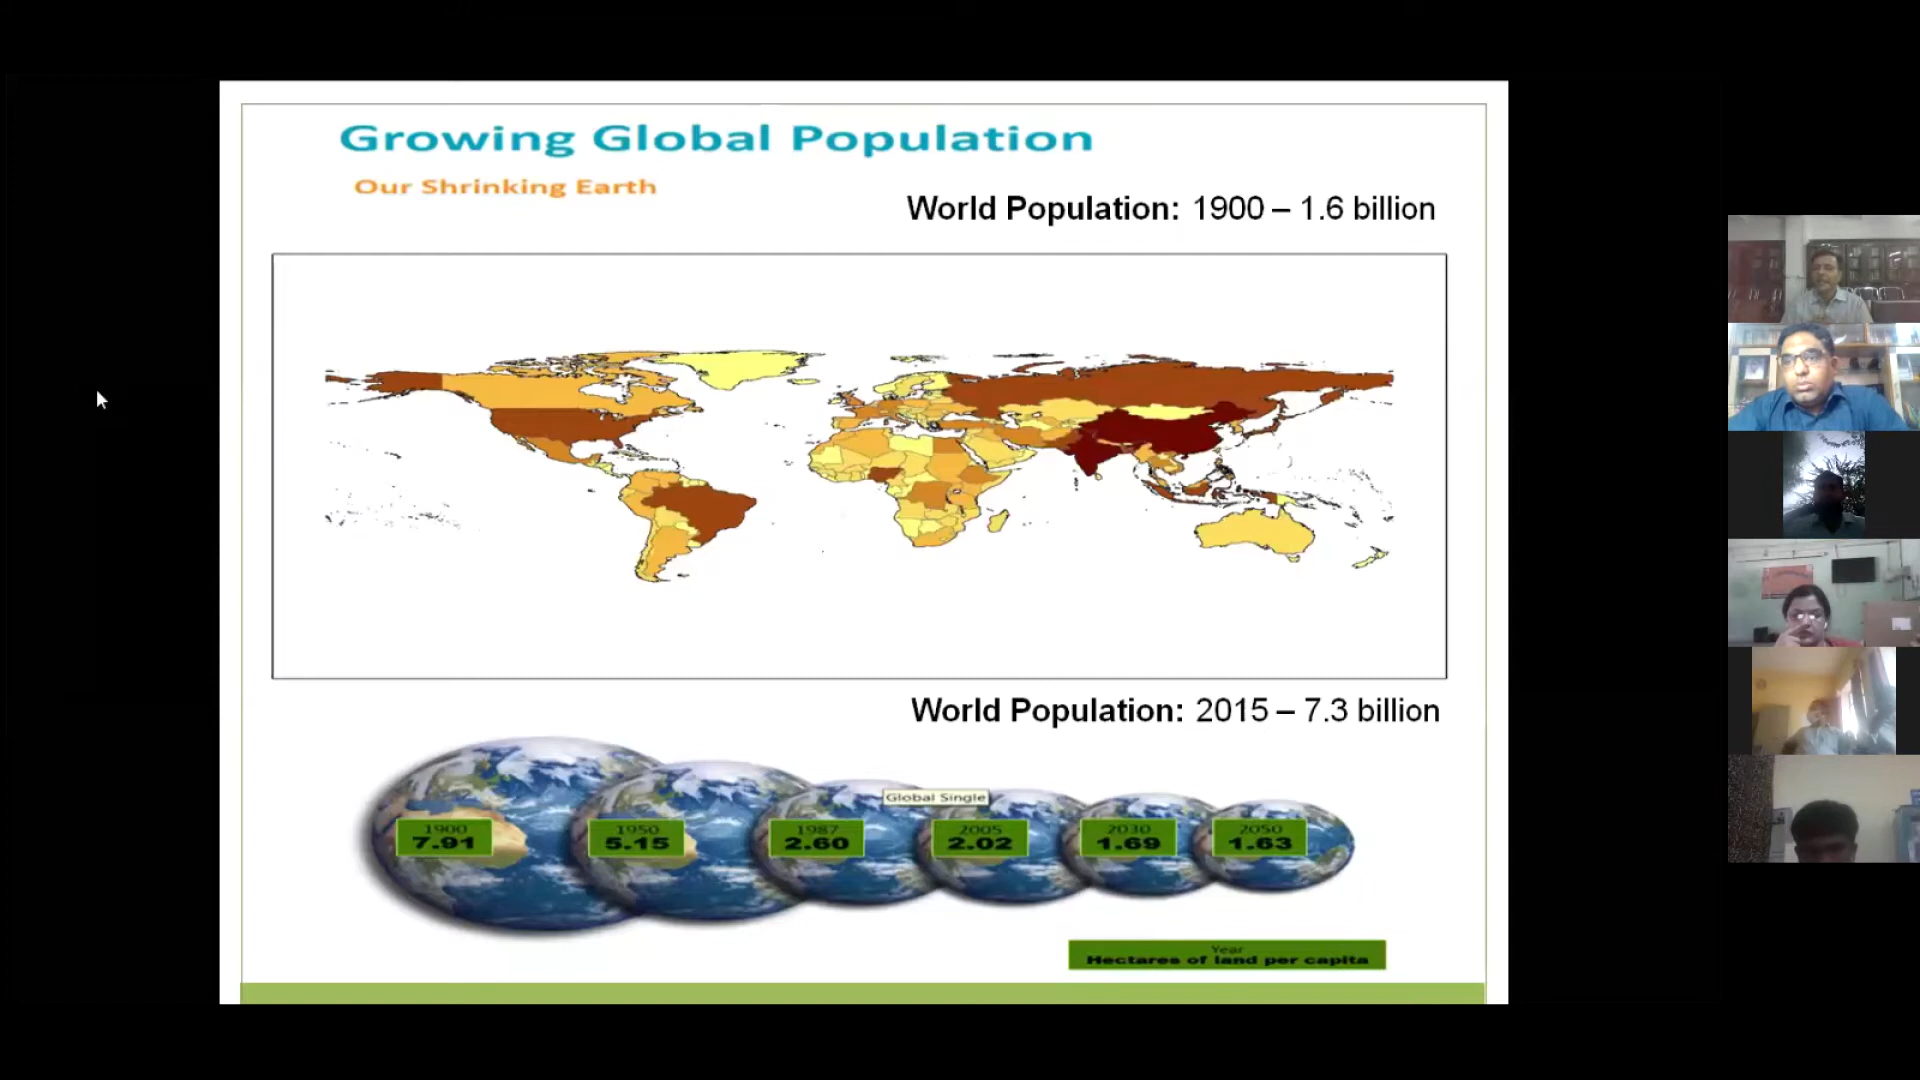 Growing Global Population
Our Shrinking Earth
World Population: 1900 – 1.6 billion
World Population: 2015 – 7.3 billion
Global Single
1900
7.91
1950
5.15
1987
2.60
2005
2.02
2030
1.69
2050
1.63
Year
Hectares of land per capita